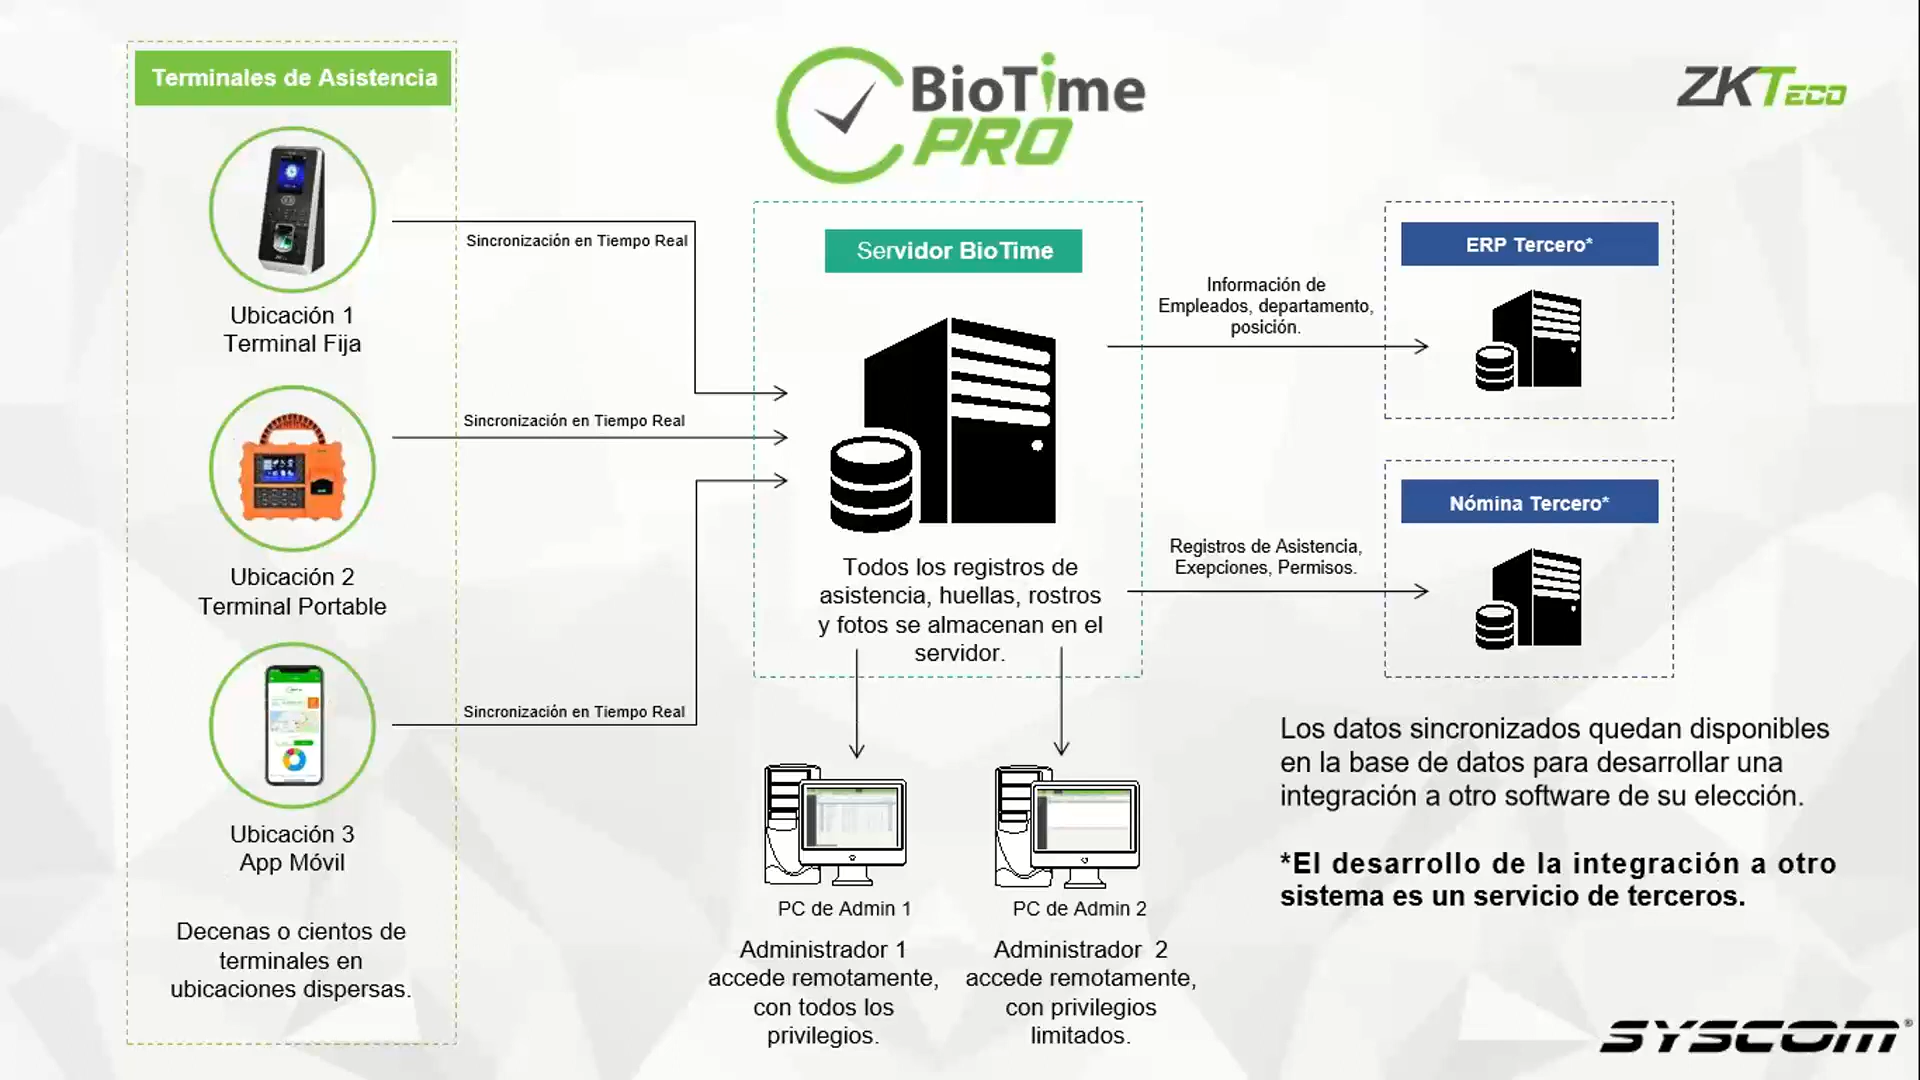 Terminales de Asistencia
Ubicación 1
Terminal Fija
Ubicación 2
Terminal Portable
Ubicación 3
App Móvil
Decenas o cientos de
terminales en
ubicaciones dispersas.
Sincronización en Tiempo Real
Sincronización en Tiempo Real
Sincronización en Tiempo Real
BioTime
PRO
Servidor BioTime
Todos los registros de
asistencia, huellas, rostros
y fotos se almacenan en el
servidor.
PC de Admin 1
Administrador 1
accede remotamente,
con todos los
privilegios.
PC de Admin 2
Administrador 2
accede remotamente,
con privilegios
limitados.
Información de
Empleados, departamento,
posición.
Registros de Asistencia,
Exepciones, Permisos.
ZKTeco
ERP Tercero*
Nómina Tercero*
Los datos sincronizados quedan disponibles
en la base de datos para desarrollar una
integración a otro software de su elección.
*El desarrollo de la integración a otro
sistema es un servicio de terceros.
SYSCOM®